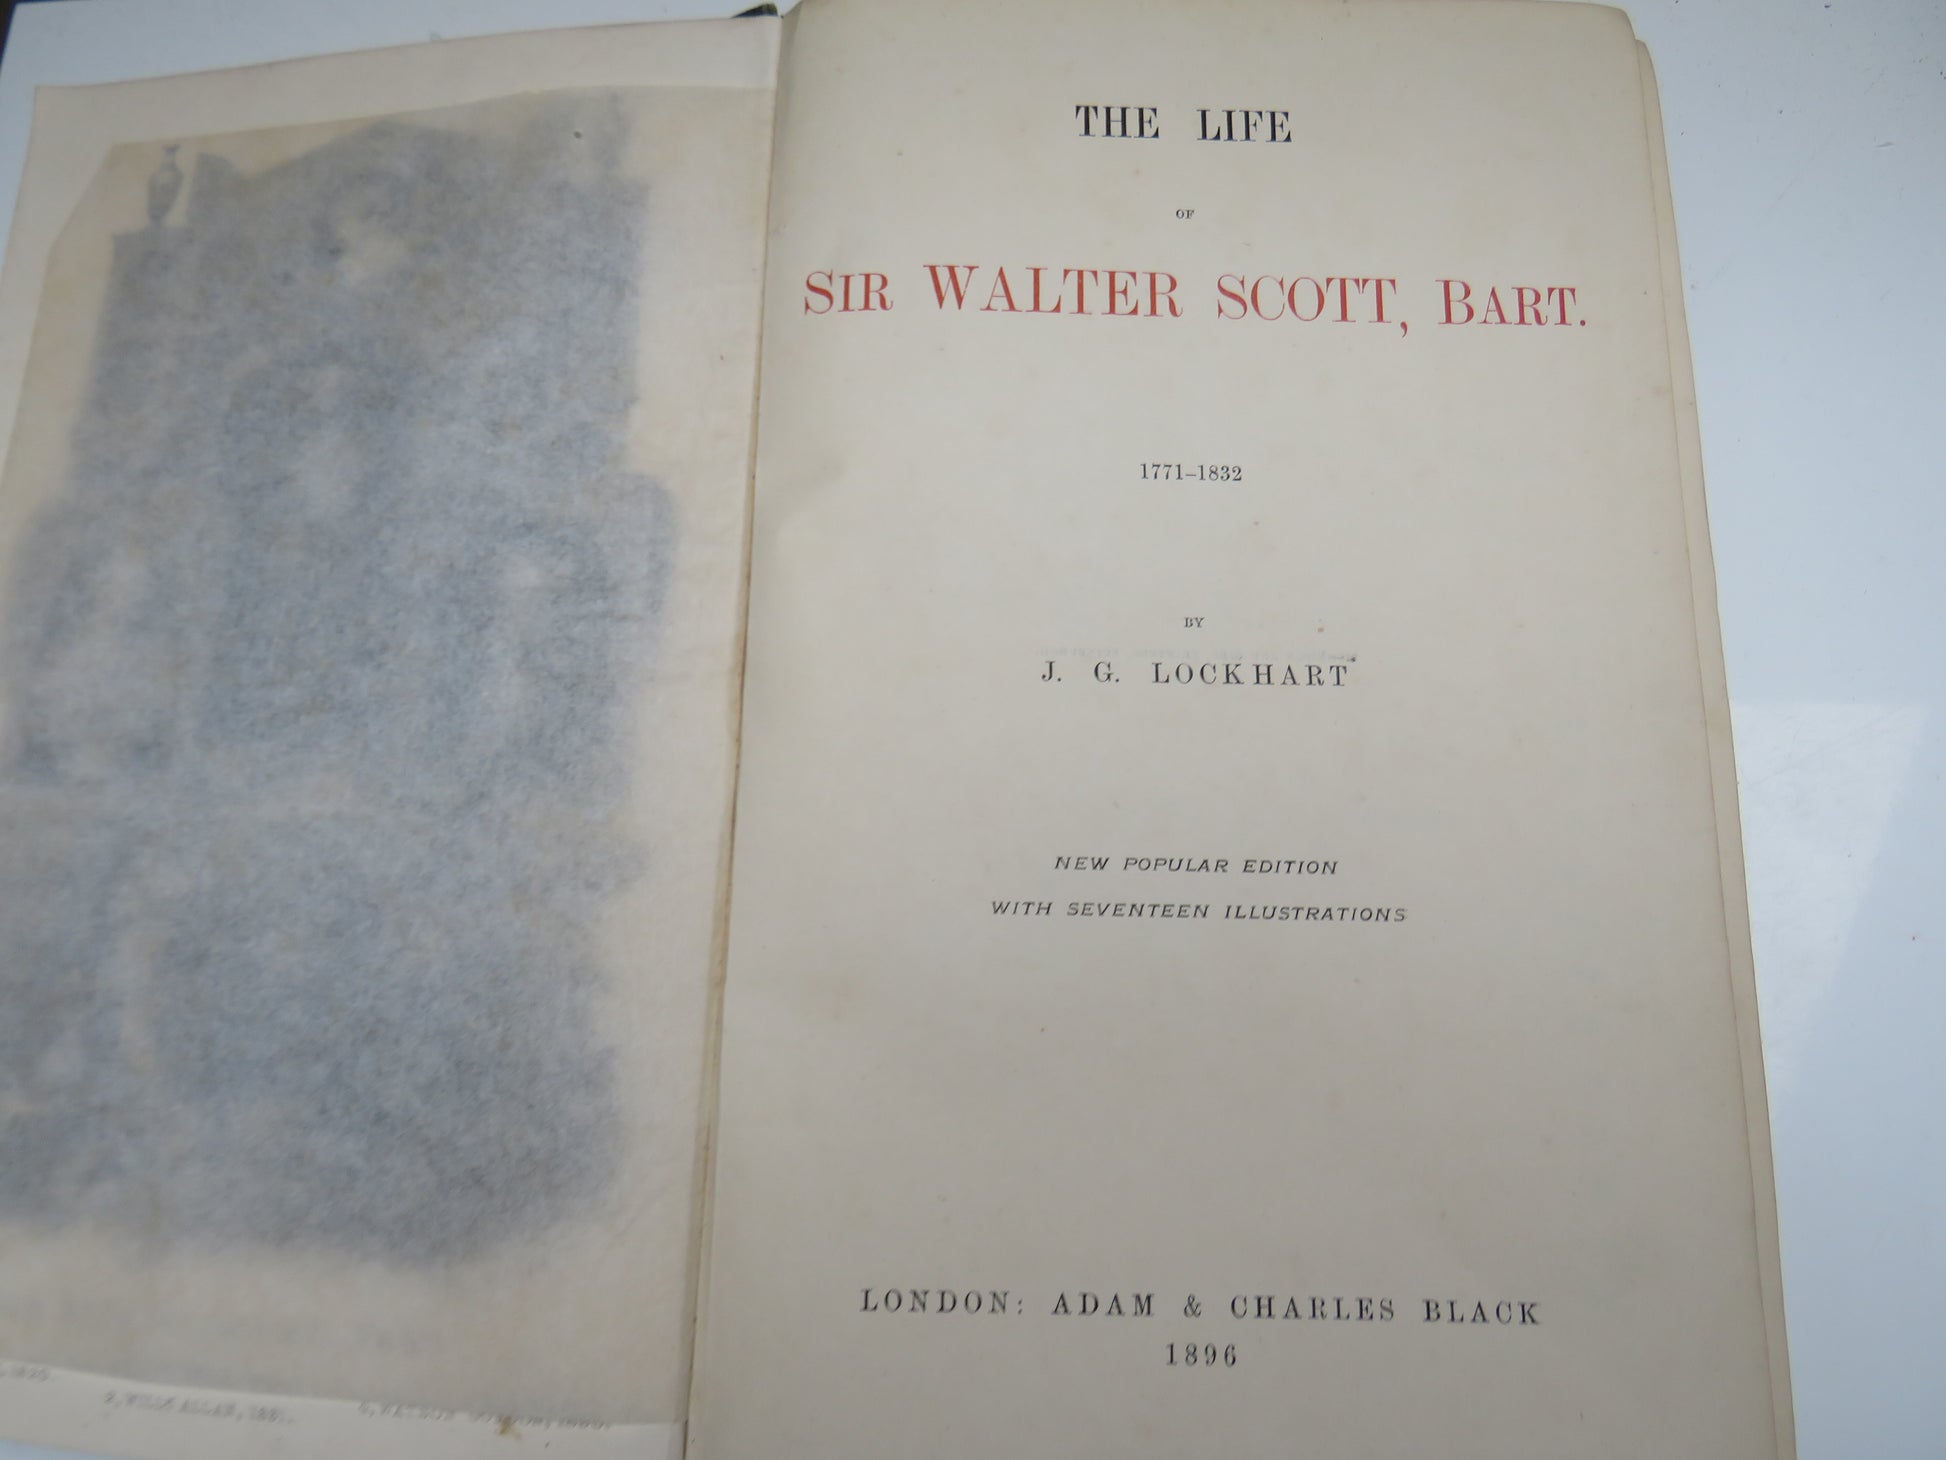 THE LIFE
OF
SIR WALTER SCOTT, BART.
1771–1832
BY
J. G. LOCKHART
NEW POPULAR EDITION
WITH SEVENTEEN ILLUSTRATIONS
LONDON: ADAM & CHARLES BLACK
1896